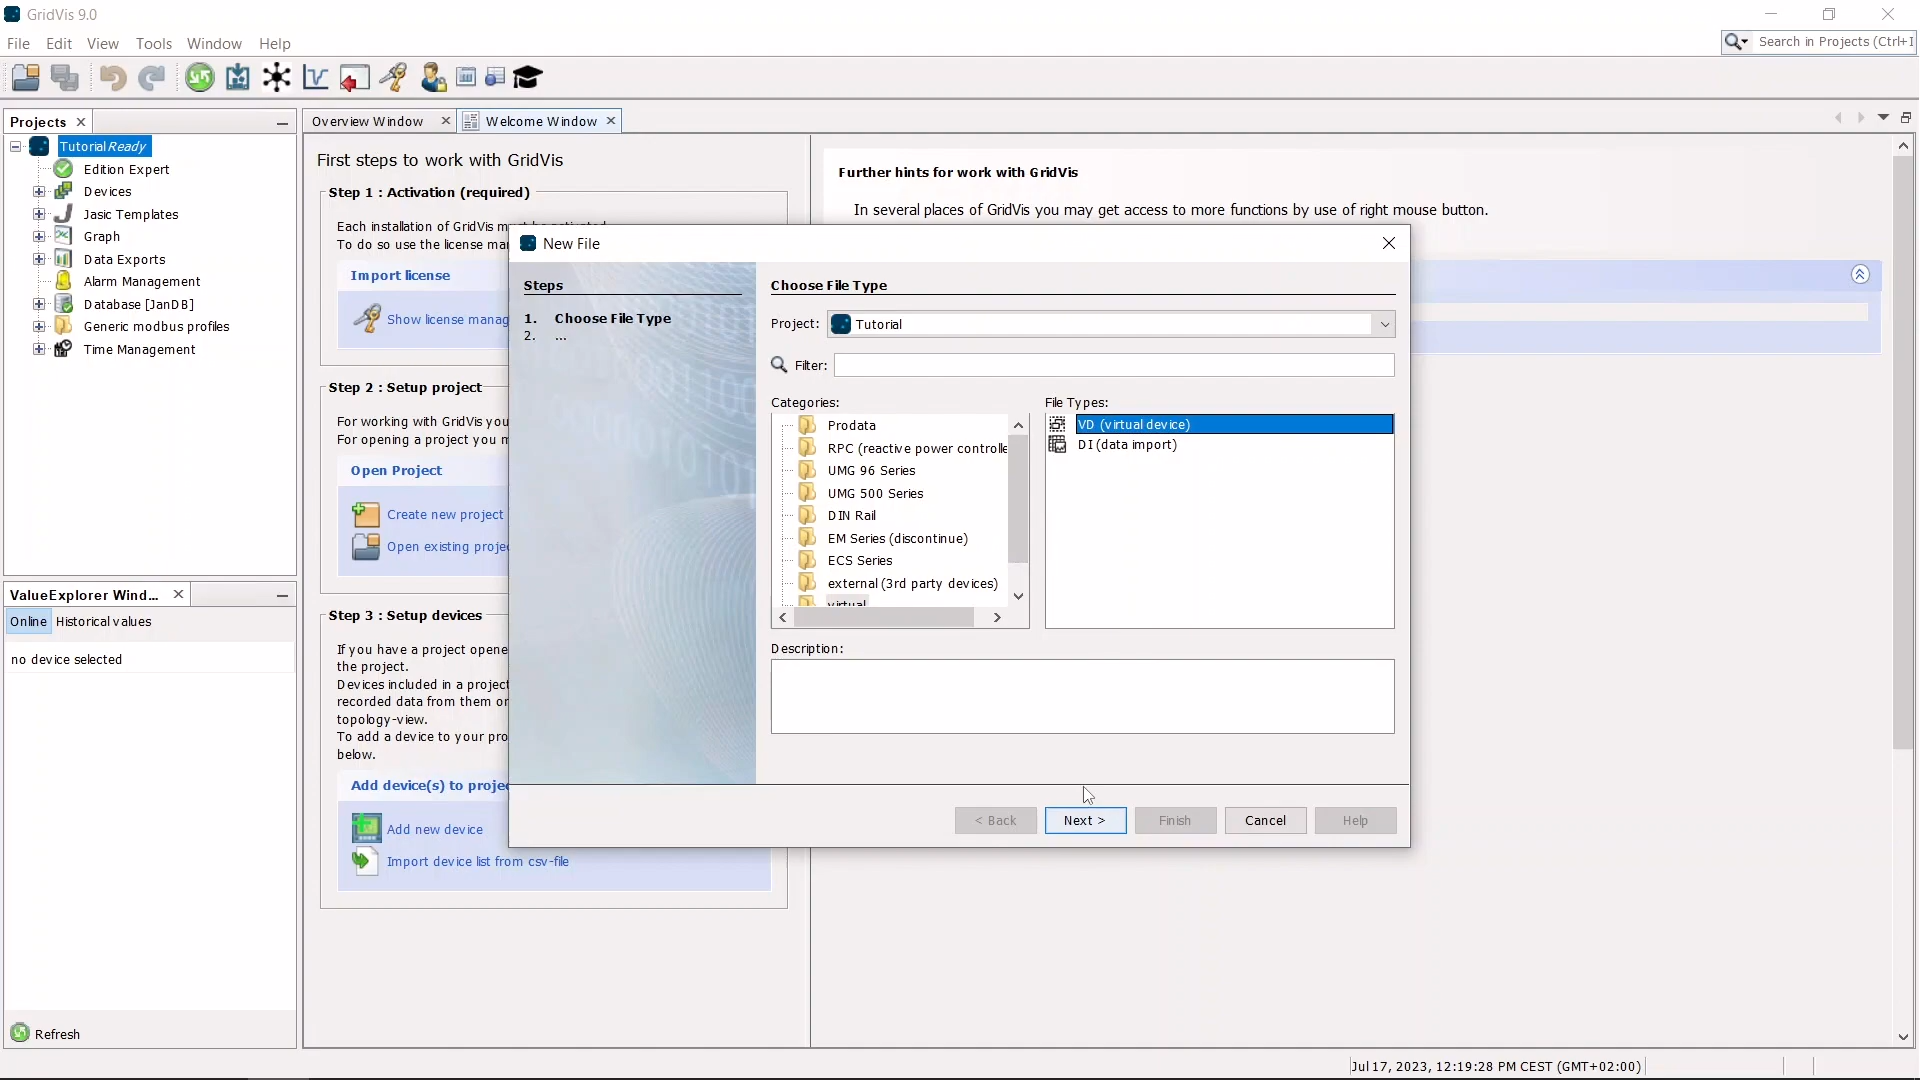 GridVis 9.0
File Edit View Tools Window Help
Search in Projects (Ctrl+I
Projects
Overview Window
Welcome Window
Tutorial Ready
Edition Expert
Devices
Jasic Templates
Graph
Data Exports
Alarm Management
Database [JanDB]
Generic modbus profiles
Time Management
ValueExplorer Wind...
Online Historical values
no device selected
Refresh
First steps to work with GridVis
Step 1 : Activation (required)
Each installation of GridVis must be activated.
To do so use the license ma
Import license
Show license manag
Step 2 : Setup project
For working with GridVis you
For opening a project you m
Open Project
Create new project
Open existing projec
Step 3 : Setup devices
If you have a project opene
the project.
Devices included in a project
recorded data from them or
topology-view.
To add a device to your pro
below.
Add device(s) to projec
Add new device
Import device list from csv-file
Further hints for work with GridVis
In several places of GridVis you may get access to more functions by use of right mouse button.
New File
Steps
1. Choose File Type
2. ...
Choose File Type
Project: Tutorial
Filter:
Categories:
Prodata
RPC (reactive power controlle
UMG 96 Series
UMG 500 Series
DIN Rail
EM Series (discontinue)
ECS Series
external (3rd party devices)
virtual
File Types:
VD (virtual device)
DI (data import)
Description:
< Back Next > Finish Cancel Help
Jul 17, 2023, 12:19:28 PM CEST (GMT+02:00)